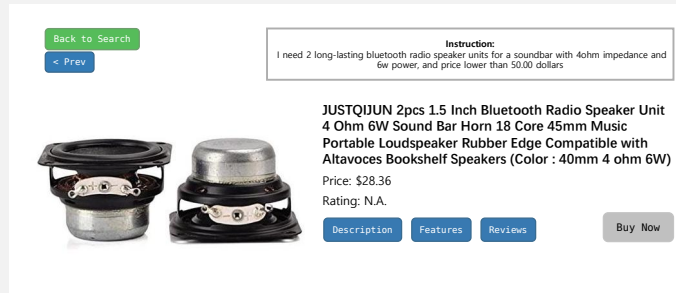 Back to Search
< Prev
Instruction:
I need 2 long-lasting bluetooth radio speaker units for a soundbar with 4ohm impedance and
6w power, and price lower than 50.00 dollars
JUSTQIJUN 2pcs 1.5 Inch Bluetooth Radio Speaker Unit
4 Ohm 6W Sound Bar Horn 18 Core 45mm Music
Portable Loudspeaker Rubber Edge Compatible with
Altavoces Bookshelf Speakers (Color : 40mm 4 ohm 6W)
Price: $28.36
Rating: N.A.
Description
Features
Reviews
Buy Now